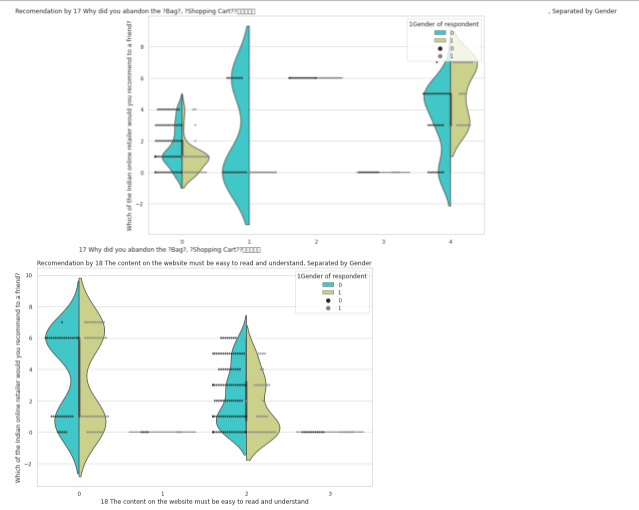 Recomendation by 17 Why did you abandon the ?Bag?, ?Shopping Cart??□□□□□ , Separated by Gender
Which of the Indian online retailer would you recommend to a friend?
1Gender of respondent
0
1
0
1
8
6
4
2
0
−2
0 1 2 3 4
17 Why did you abandon the ?Bag?, ?Shopping Cart??□□□□□
Recomendation by 18 The content on the website must be easy to read and understand, Separated by Gender
Which of the Indian online retailer would you recommend to a friend?
1Gender of respondent
0
1
0
1
10
8
6
4
2
0
−2
0 1 2 3
18 The content on the website must be easy to read and understand